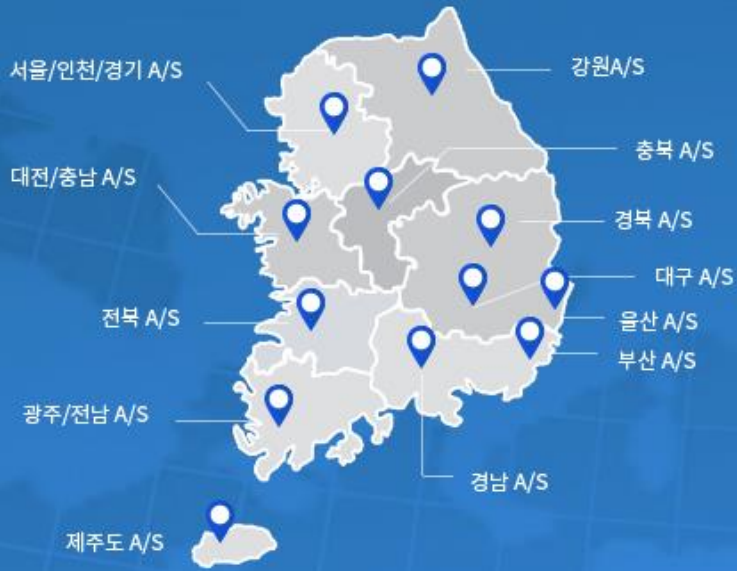 서울/인천/경기 A/S
강원A/S
충북 A/S
대전/충남 A/S
경북 A/S
대구 A/S
전북 A/S
울산 A/S
부산 A/S
광주/전남 A/S
경남 A/S
제주도 A/S